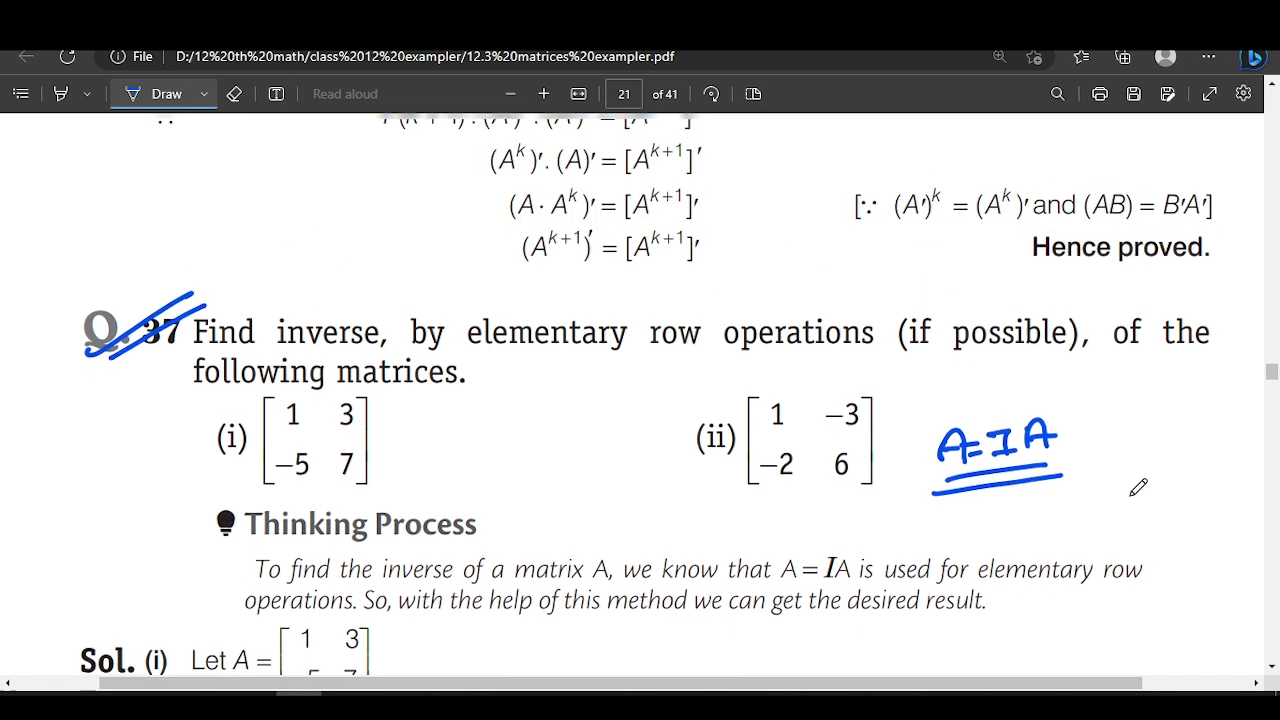 File D:/12%20th%20math/class%2012%20exampler/12.3%20matrices%20exampler.pdf
Draw Read aloud 21 of 41
(A^k)′. (A)′ = [A^{k+1}]′
(A · A^k)′ = [A^{k+1}]′ [∵ (A′)^k = (A^k)′ and (AB) = B′A′]
(A^{k+1})′ = [A^{k+1}]′ Hence proved.
Q. 37 Find inverse, by elementary row operations (if possible), of the
following matrices.
(i) [1 3 (ii) [1 −3
−5 7] −2 6]
A=IA
Thinking Process
To find the inverse of a matrix A, we know that A = IA is used for elementary row
operations. So, with the help of this method we can get the desired result.
Sol. (i) Let A = [1 3